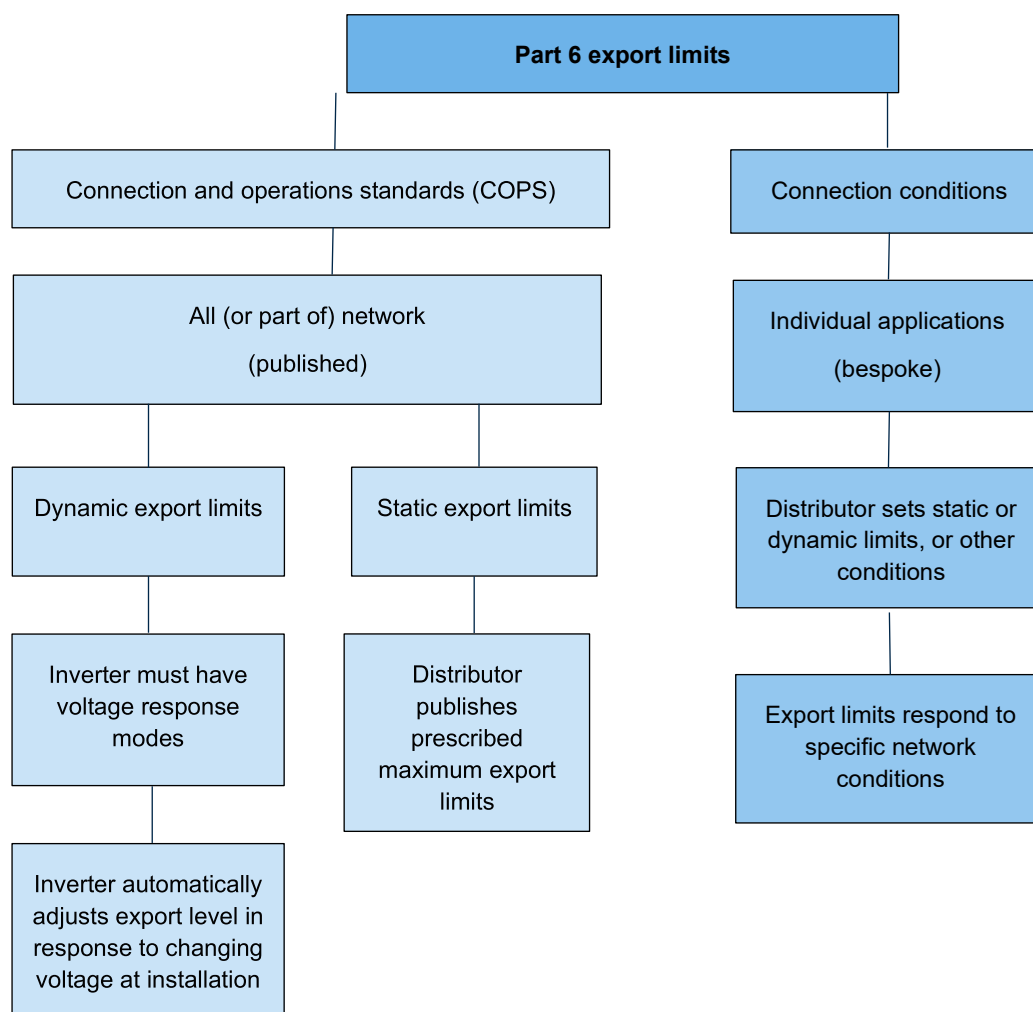 Part 6 export limits
Connection and operations standards (COPS)
All (or part of) network
(published)
Dynamic export limits
Inverter must have
voltage response
modes
Inverter automatically
adjusts export level in
response to changing
voltage at installation
Static export limits
Distributor
publishes
prescribed
maximum export
limits
Connection conditions
Individual applications
(bespoke)
Distributor sets static or
dynamic limits, or other
conditions
Export limits respond to
specific network
conditions